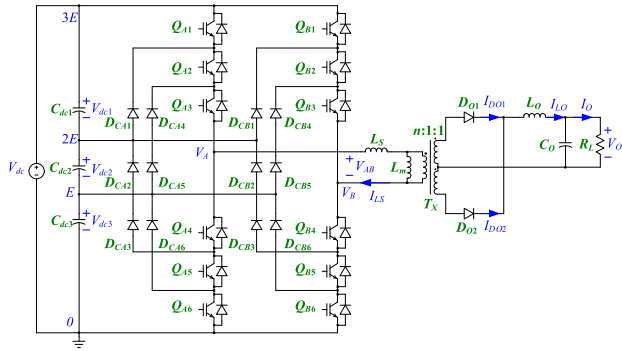 3E
Q_A1
Q_B1
Q_A2
Q_B2
C_dc1
+
V_dc1
−
D_CA1
D_CA4
Q_A3
D_CB1
D_CB4
Q_B3
D_O1
I_DO1
L_O
I_LO
I_O
n:1:1
2E
V_A
L_S
+
V_AB
−
L_m
C_O
R_L
+
V_O
−
V_dc
+
−
C_dc2
+
V_dc2
−
D_CA2
D_CA5
D_CB2
D_CB5
E
V_B
I_LS
T_X
C_dc3
+
V_dc3
−
D_O2
I_DO2
D_CA3
D_CA6
Q_A4
D_CB3
D_CB6
Q_B4
Q_A5
Q_B5
Q_A6
Q_B6
0